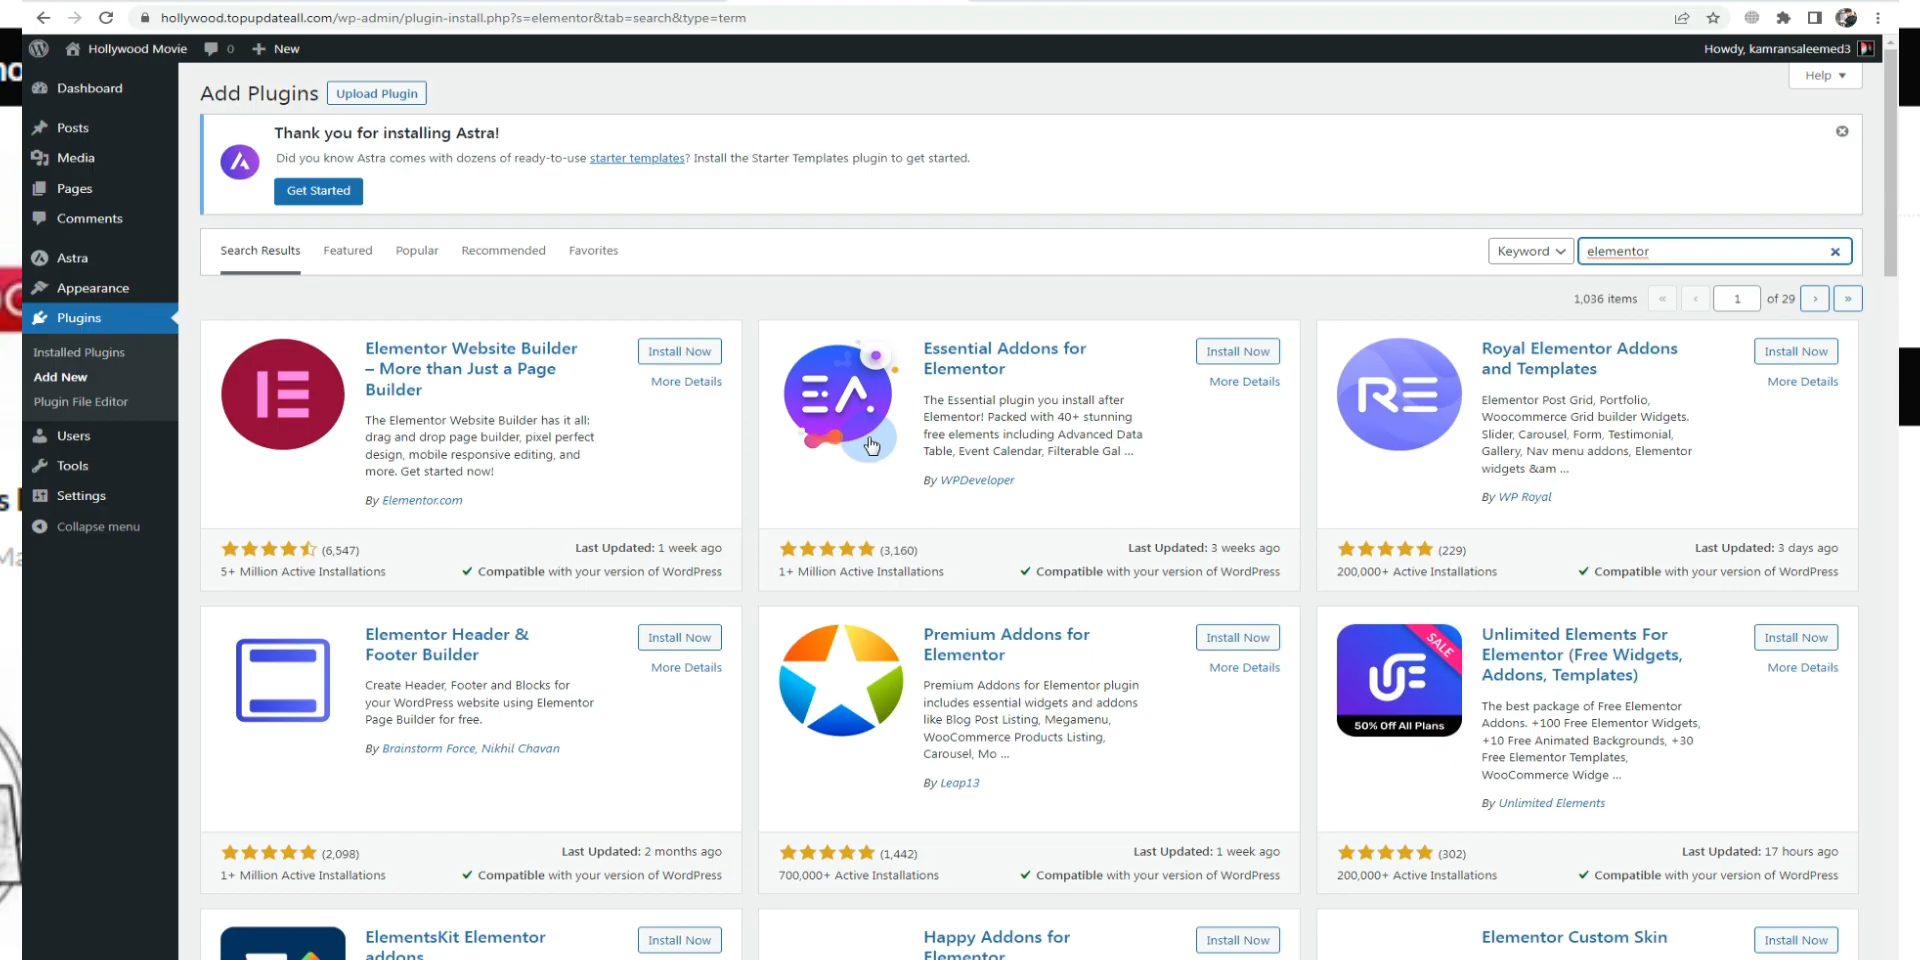 hollywood.topupdateall.com/wp-admin/plugin-install.php?s=elementor&tab=search&type=term
Hollywood Movie 0 New
Howdy, kamransaleemed3
Help
Dashboard
Posts
Media
Pages
Comments
Astra
Appearance
Plugins
Installed Plugins
Add New
Plugin File Editor
Users
Tools
Settings
Collapse menu
Add Plugins Upload Plugin
Thank you for installing Astra!
Did you know Astra comes with dozens of ready-to-use starter templates? Install the Starter Templates plugin to get started.
Get Started
Search Results Featured Popular Recommended Favorites
Keyword elementor
1,036 items « ‹ 1 of 29 › »
Elementor Website Builder
– More than Just a Page
Builder
Install Now
More Details
The Elementor Website Builder has it all:
drag and drop page builder, pixel perfect
design, mobile responsive editing, and
more. Get started now!
By Elementor.com
(6,547)
Last Updated: 1 week ago
5+ Million Active Installations
Compatible with your version of WordPress
Essential Addons for
Elementor
Install Now
More Details
The Essential plugin you install after
Elementor! Packed with 40+ stunning
free elements including Advanced Data
Table, Event Calendar, Filterable Gal ...
By WPDeveloper
(3,160)
Last Updated: 3 weeks ago
1+ Million Active Installations
Compatible with your version of WordPress
RE
Royal Elementor Addons
and Templates
Install Now
More Details
Elementor Post Grid, Portfolio,
Woocommerce Grid builder Widgets.
Slider, Carousel, Form, Testimonial,
Gallery, Nav menu addons, Elementor
widgets &am ...
By WP Royal
(229)
Last Updated: 3 days ago
200,000+ Active Installations
Compatible with your version of WordPress
Elementor Header &
Footer Builder
Install Now
More Details
Create Header, Footer and Blocks for
your WordPress website using Elementor
Page Builder for free.
By Brainstorm Force, Nikhil Chavan
(2,098)
Last Updated: 2 months ago
1+ Million Active Installations
Compatible with your version of WordPress
Premium Addons for
Elementor
Install Now
More Details
Premium Addons for Elementor plugin
includes essential widgets and addons
like Blog Post Listing, Megamenu,
WooCommerce Products Listing,
Carousel, Mo ...
By Leap13
(1,442)
Last Updated: 1 week ago
700,000+ Active Installations
Compatible with your version of WordPress
SALE
UE
50% Off All Plans
Unlimited Elements For
Elementor (Free Widgets,
Addons, Templates)
Install Now
More Details
The best package of Free Elementor
Addons. +100 Free Elementor Widgets,
+10 Free Animated Backgrounds, +30
Free Elementor Templates,
WooCommerce Widge ...
By Unlimited Elements
(302)
Last Updated: 17 hours ago
200,000+ Active Installations
Compatible with your version of WordPress
ElementsKit Elementor
addons
Install Now
Happy Addons for
Elementor
Install Now
Elementor Custom Skin
Install Now